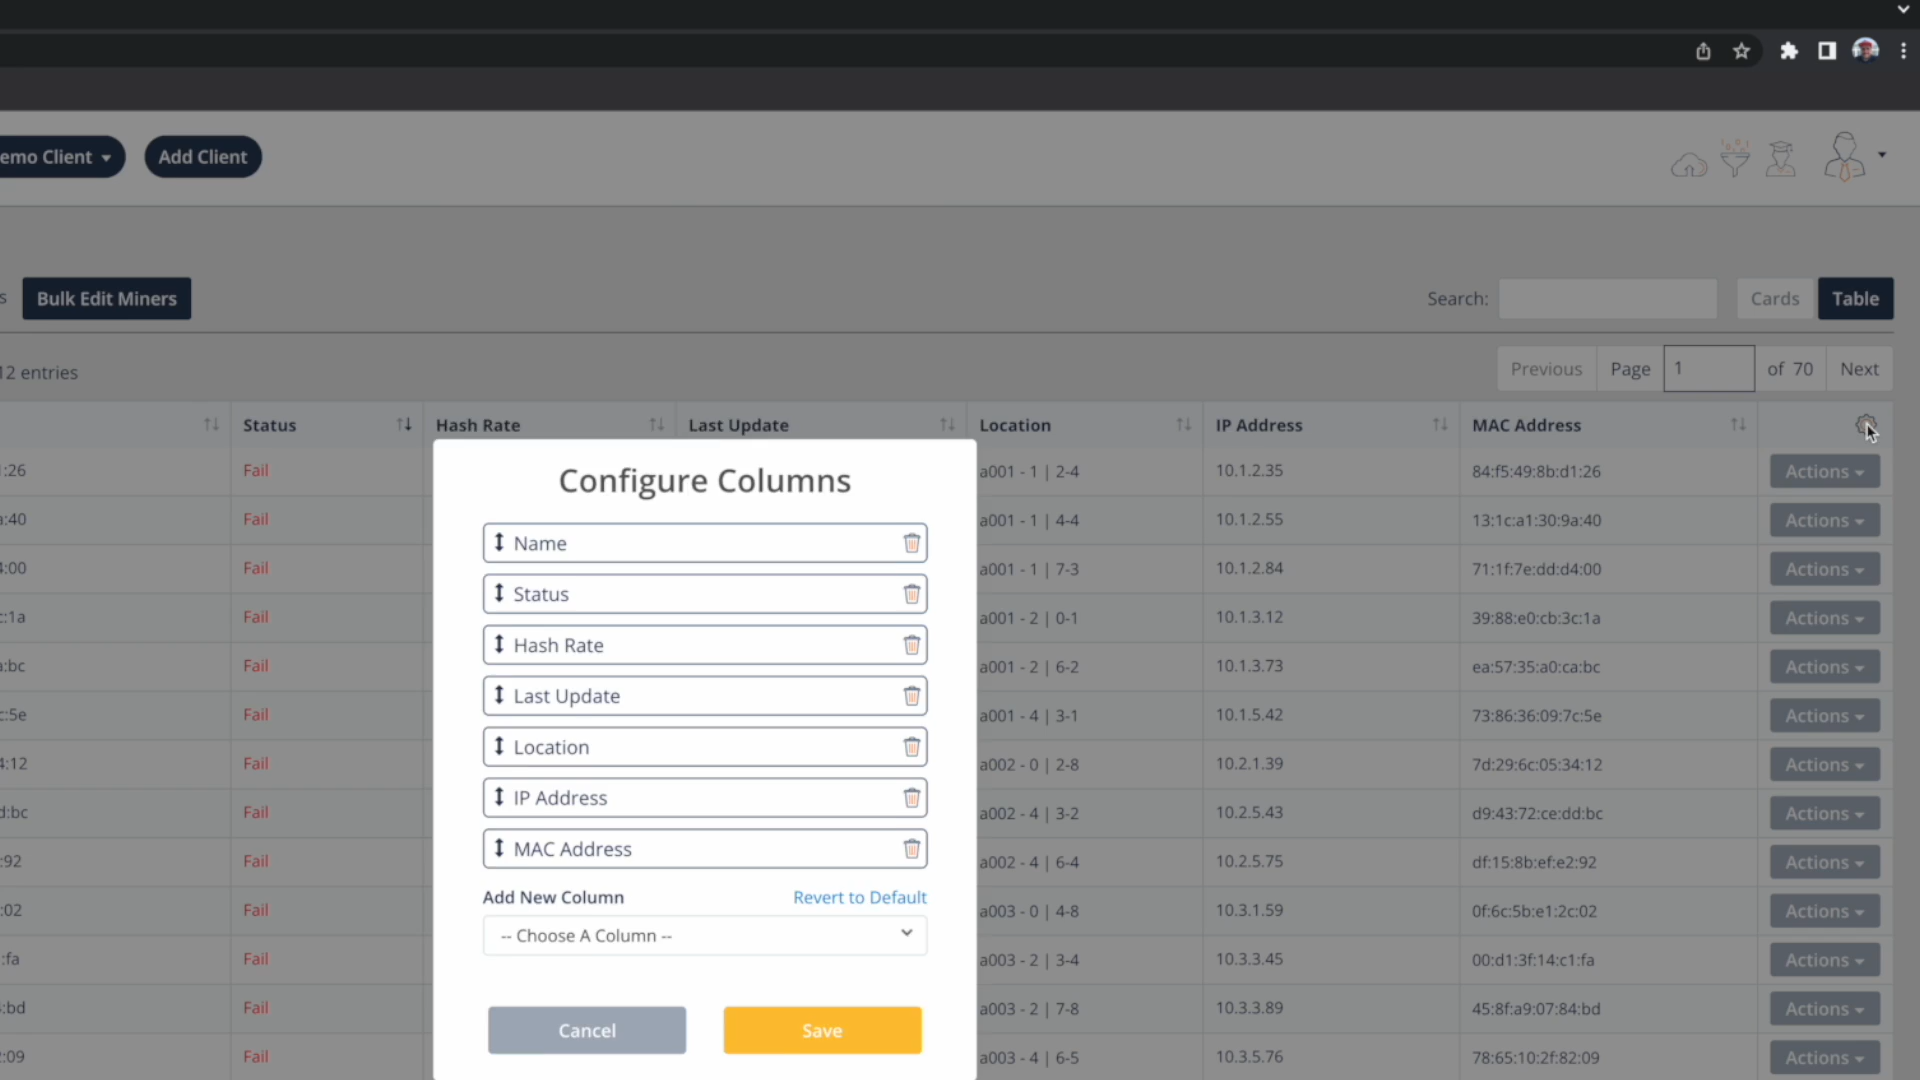 emo Client Add Client
s Bulk Edit Miners Search: Cards Table
12 entries Previous Page 1 of 70 Next
Status Hash Rate Last Update Location IP Address MAC Address
:26 Fail a001 - 1 | 2-4 10.1.2.35 84:f5:49:8b:d1:26 Actions
:40 Fail a001 - 1 | 4-4 10.1.2.55 13:1c:a1:30:9a:40 Actions
:00 Fail a001 - 1 | 7-3 10.1.2.84 71:1f:7e:dd:d4:00 Actions
:1a Fail a001 - 2 | 0-1 10.1.3.12 39:88:e0:cb:3c:1a Actions
:bc Fail a001 - 2 | 6-2 10.1.3.73 ea:57:35:a0:ca:bc Actions
:5e Fail a001 - 4 | 3-1 10.1.5.42 73:86:36:09:7c:5e Actions
:12 Fail a002 - 0 | 2-8 10.2.1.39 7d:29:6c:05:34:12 Actions
:bc Fail a002 - 4 | 3-2 10.2.5.43 d9:43:72:ce:dd:bc Actions
:92 Fail a002 - 4 | 6-4 10.2.5.75 df:15:8b:ef:e2:92 Actions
:02 Fail a003 - 0 | 4-8 10.3.1.59 0f:6c:5b:e1:2c:02 Actions
:fa Fail a003 - 2 | 3-4 10.3.3.45 00:d1:3f:14:c1:fa Actions
:bd Fail a003 - 2 | 7-8 10.3.3.89 45:8f:a9:07:84:bd Actions
:09 Fail a003 - 4 | 6-5 10.3.5.76 78:65:10:2f:82:09 Actions
Configure Columns
Name
Status
Hash Rate
Last Update
Location
IP Address
MAC Address
Add New Column Revert to Default
-- Choose A Column --
Cancel Save